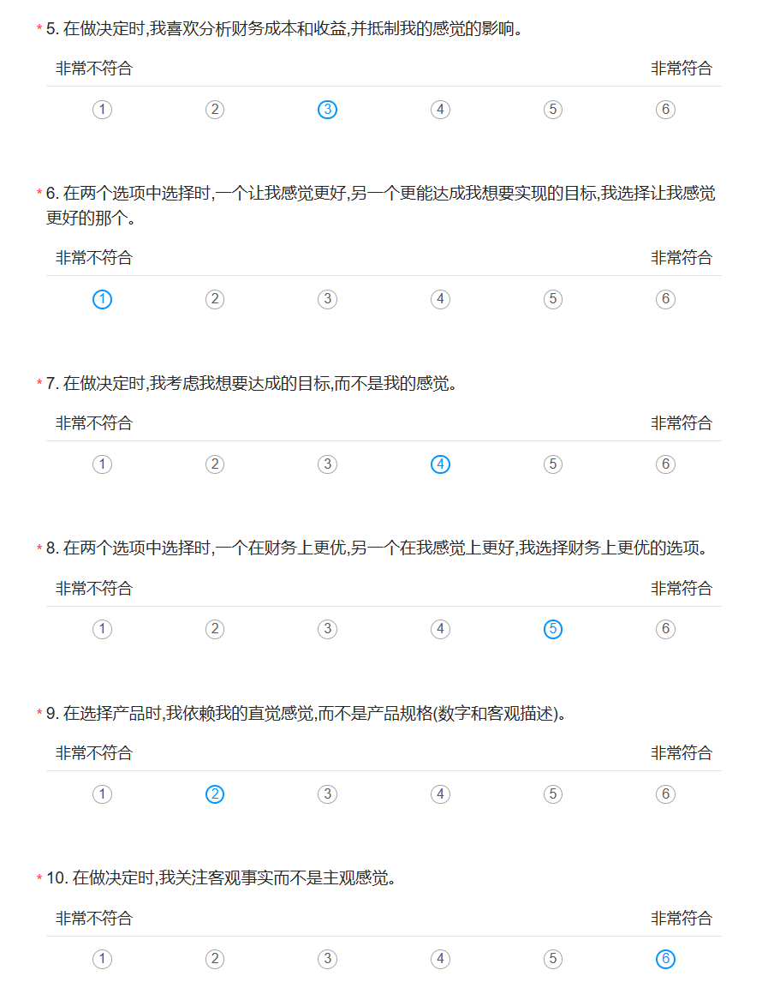 * 5. 在做决定时,我喜欢分析财务成本和收益,并抵制我的感觉的影响。
非常不符合 非常符合
1 2 3 4 5 6
* 6. 在两个选项中选择时,一个让我感觉更好,另一个更能达成我想要实现的目标,我选择让我感觉
更好的那个。
非常不符合 非常符合
1 2 3 4 5 6
* 7. 在做决定时,我考虑我想要达成的目标,而不是我的感觉。
非常不符合 非常符合
1 2 3 4 5 6
* 8. 在两个选项中选择时,一个在财务上更优,另一个在我感觉上更好,我选择财务上更优的选项。
非常不符合 非常符合
1 2 3 4 5 6
* 9. 在选择产品时,我依赖我的直觉感觉,而不是产品规格(数字和客观描述)。
非常不符合 非常符合
1 2 3 4 5 6
* 10. 在做决定时,我关注客观事实而不是主观感觉。
非常不符合 非常符合
1 2 3 4 5 6